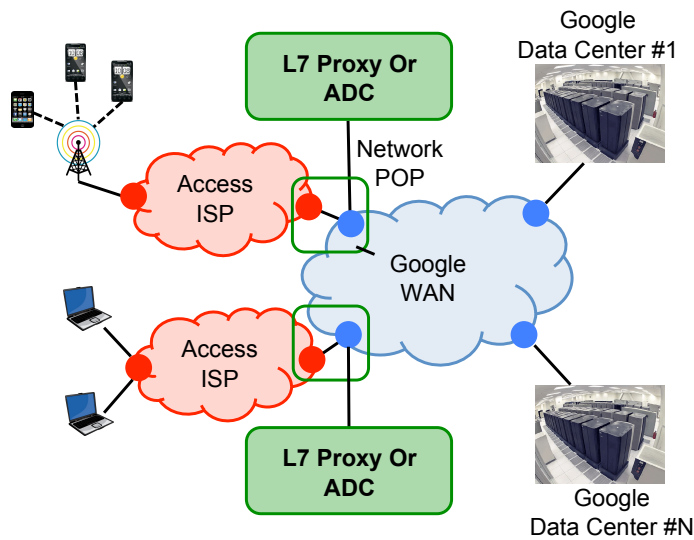 Google
Data Center #1
L7 Proxy Or
ADC
Network
POP
Access
ISP
Google
WAN
Access
ISP
L7 Proxy Or
ADC
Google
Data Center #N